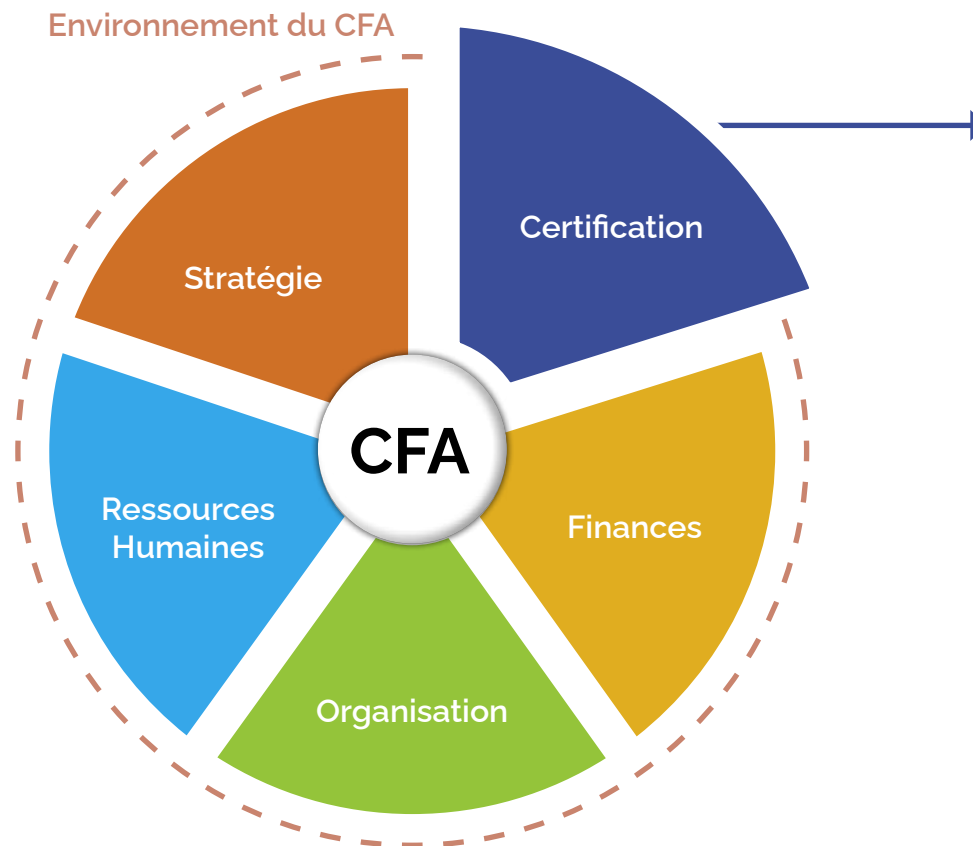 Environnement du CFA
Certification
Stratégie
CFA
Ressources
Humaines
Finances
Organisation